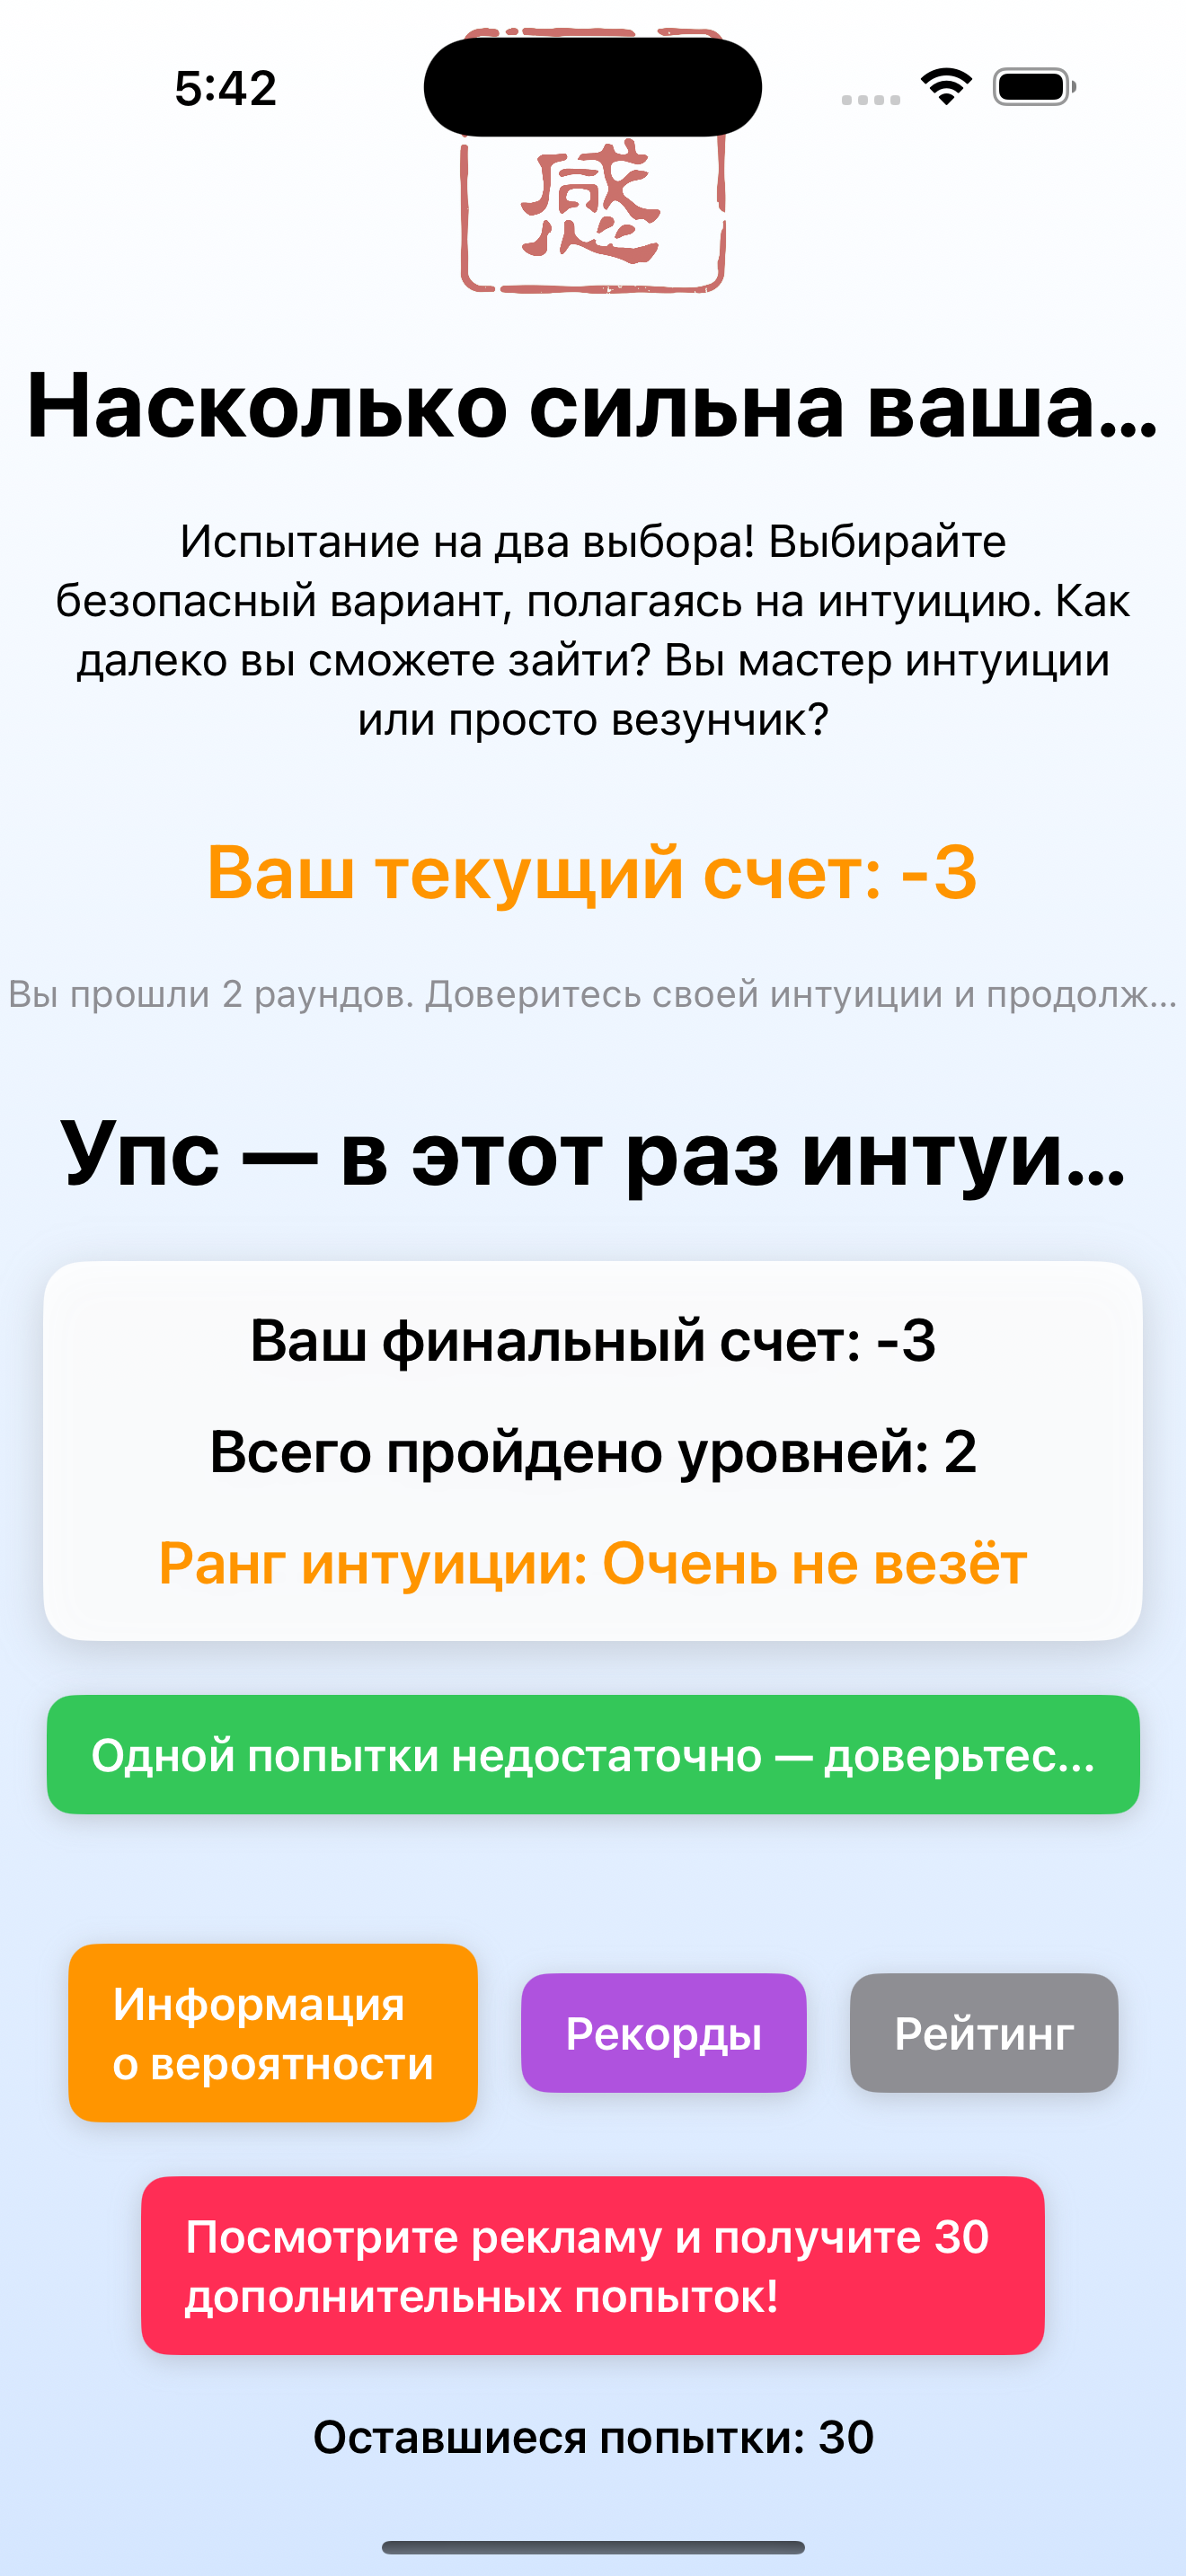 5:42
感
Насколько сильна ваша...
Испытание на два выбора! Выбирайте
безопасный вариант, полагаясь на интуицию. Как
далеко вы сможете зайти? Вы мастер интуиции
или просто везунчик?
Ваш текущий счет: -3
Вы прошли 2 раундов. Доверитесь своей интуиции и продолж...
Упс — в этот раз интуи...
Ваш финальный счет: -3
Всего пройдено уровней: 2
Ранг интуиции: Очень не везёт
Одной попытки недостаточно — доверьтес...
Информация
о вероятности
Рекорды
Рейтинг
Посмотрите рекламу и получите 30
дополнительных попыток!
Оставшиеся попытки: 30